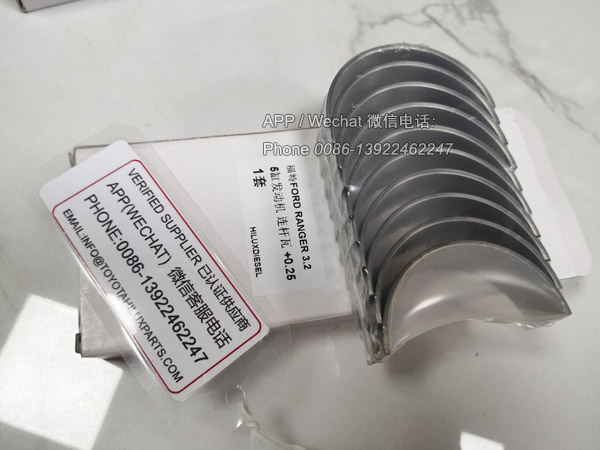 APP / Wechat 微信电话:
Phone 0086-13922462247
福特FORD RANGER 3.2
5缸发动机 连杆瓦 +0.25
1套
HILUXDIESEL
VERIFIED SUPPLIER 已认证供应商
APP(WECHAT) 微信客服电话
PHONE:0086-13922462247
EMAIL:INFO@TOYOTAHILUXPARTS.COM